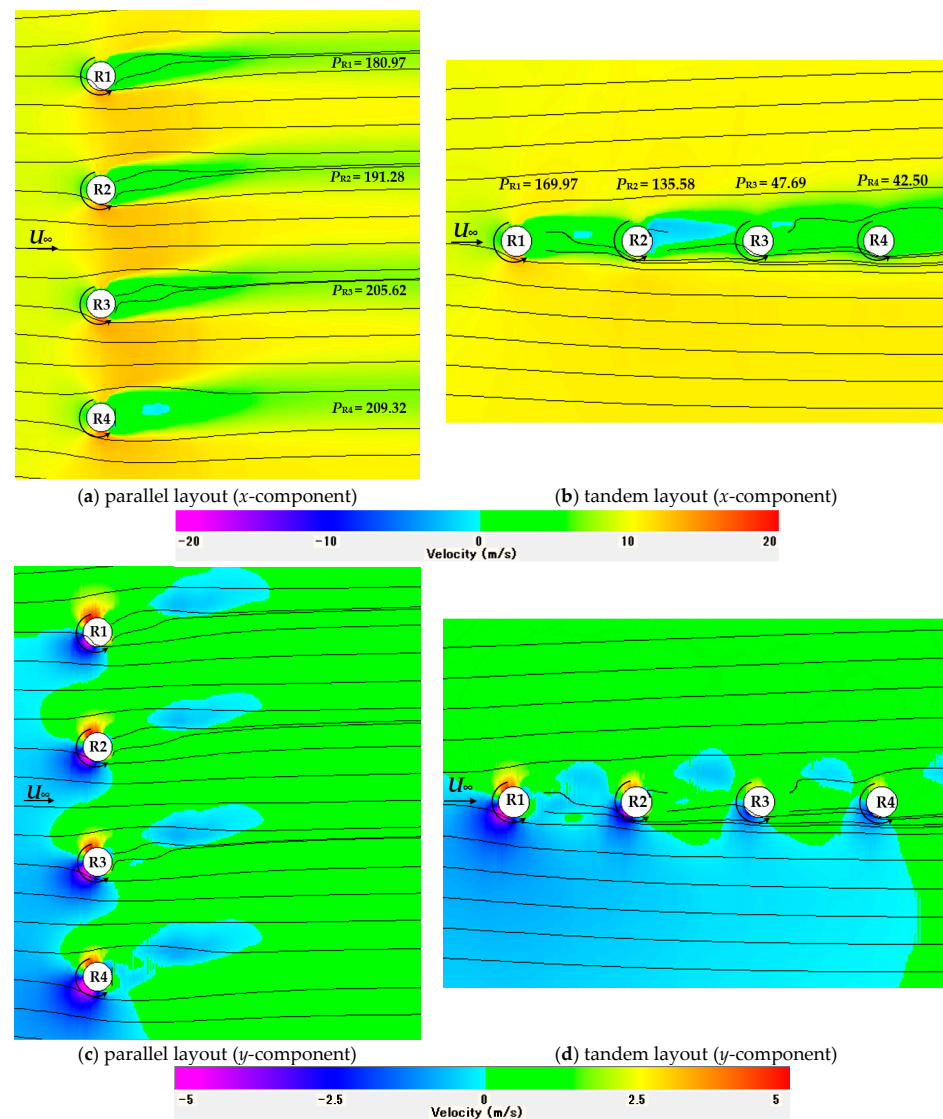 R1
P_R1 = 180.97
R2
P_R2 = 191.28
U∞
R3
P_R3 = 205.62
R4
P_R4 = 209.32
(a) parallel layout (x-component)
P_R1 = 169.97 P_R2 = 135.58 P_R3 = 47.69 P_R4 = 42.50
U∞
R1 R2 R3 R4
(b) tandem layout (x-component)
-20 -10 0 10 20
Velocity (m/s)
R1
R2
U∞
R3
R4
(c) parallel layout (y-component)
U∞
R1 R2 R3 R4
(d) tandem layout (y-component)
-5 -2.5 0 2.5 5
Velocity (m/s)